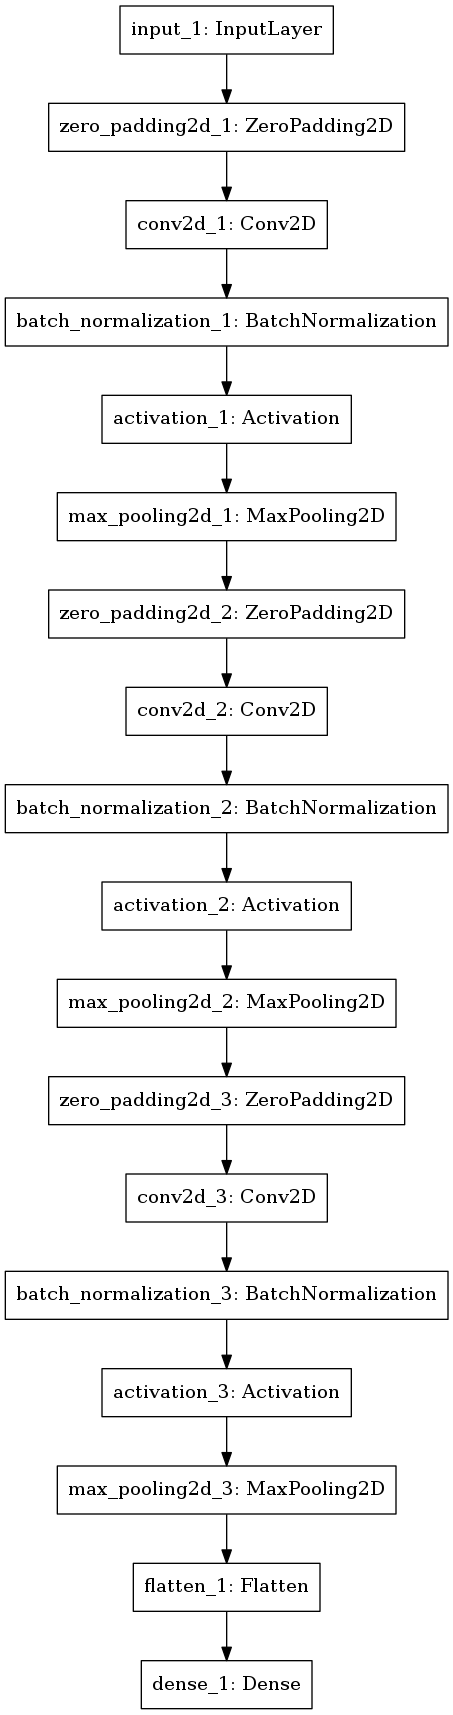 input_1: InputLayer
zero_padding2d_1: ZeroPadding2D
conv2d_1: Conv2D
batch_normalization_1: BatchNormalization
activation_1: Activation
max_pooling2d_1: MaxPooling2D
zero_padding2d_2: ZeroPadding2D
conv2d_2: Conv2D
batch_normalization_2: BatchNormalization
activation_2: Activation
max_pooling2d_2: MaxPooling2D
zero_padding2d_3: ZeroPadding2D
conv2d_3: Conv2D
batch_normalization_3: BatchNormalization
activation_3: Activation
max_pooling2d_3: MaxPooling2D
flatten_1: Flatten
dense_1: Dense